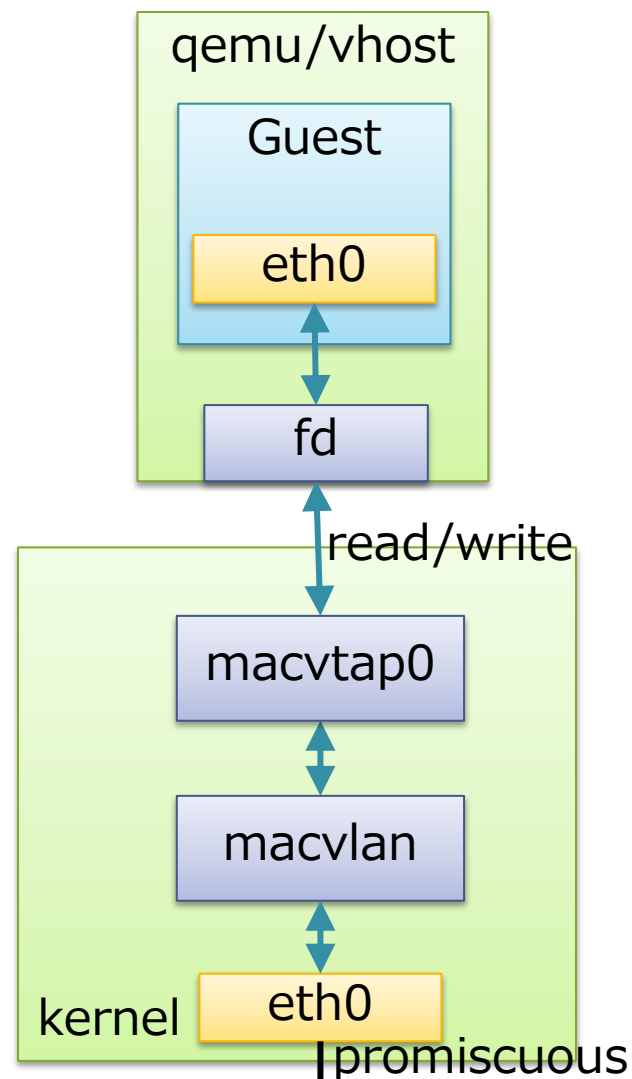 qemu/vhost
Guest
eth0
fd
read/write
macvtap0
macvlan
eth0
kernel
promiscuous